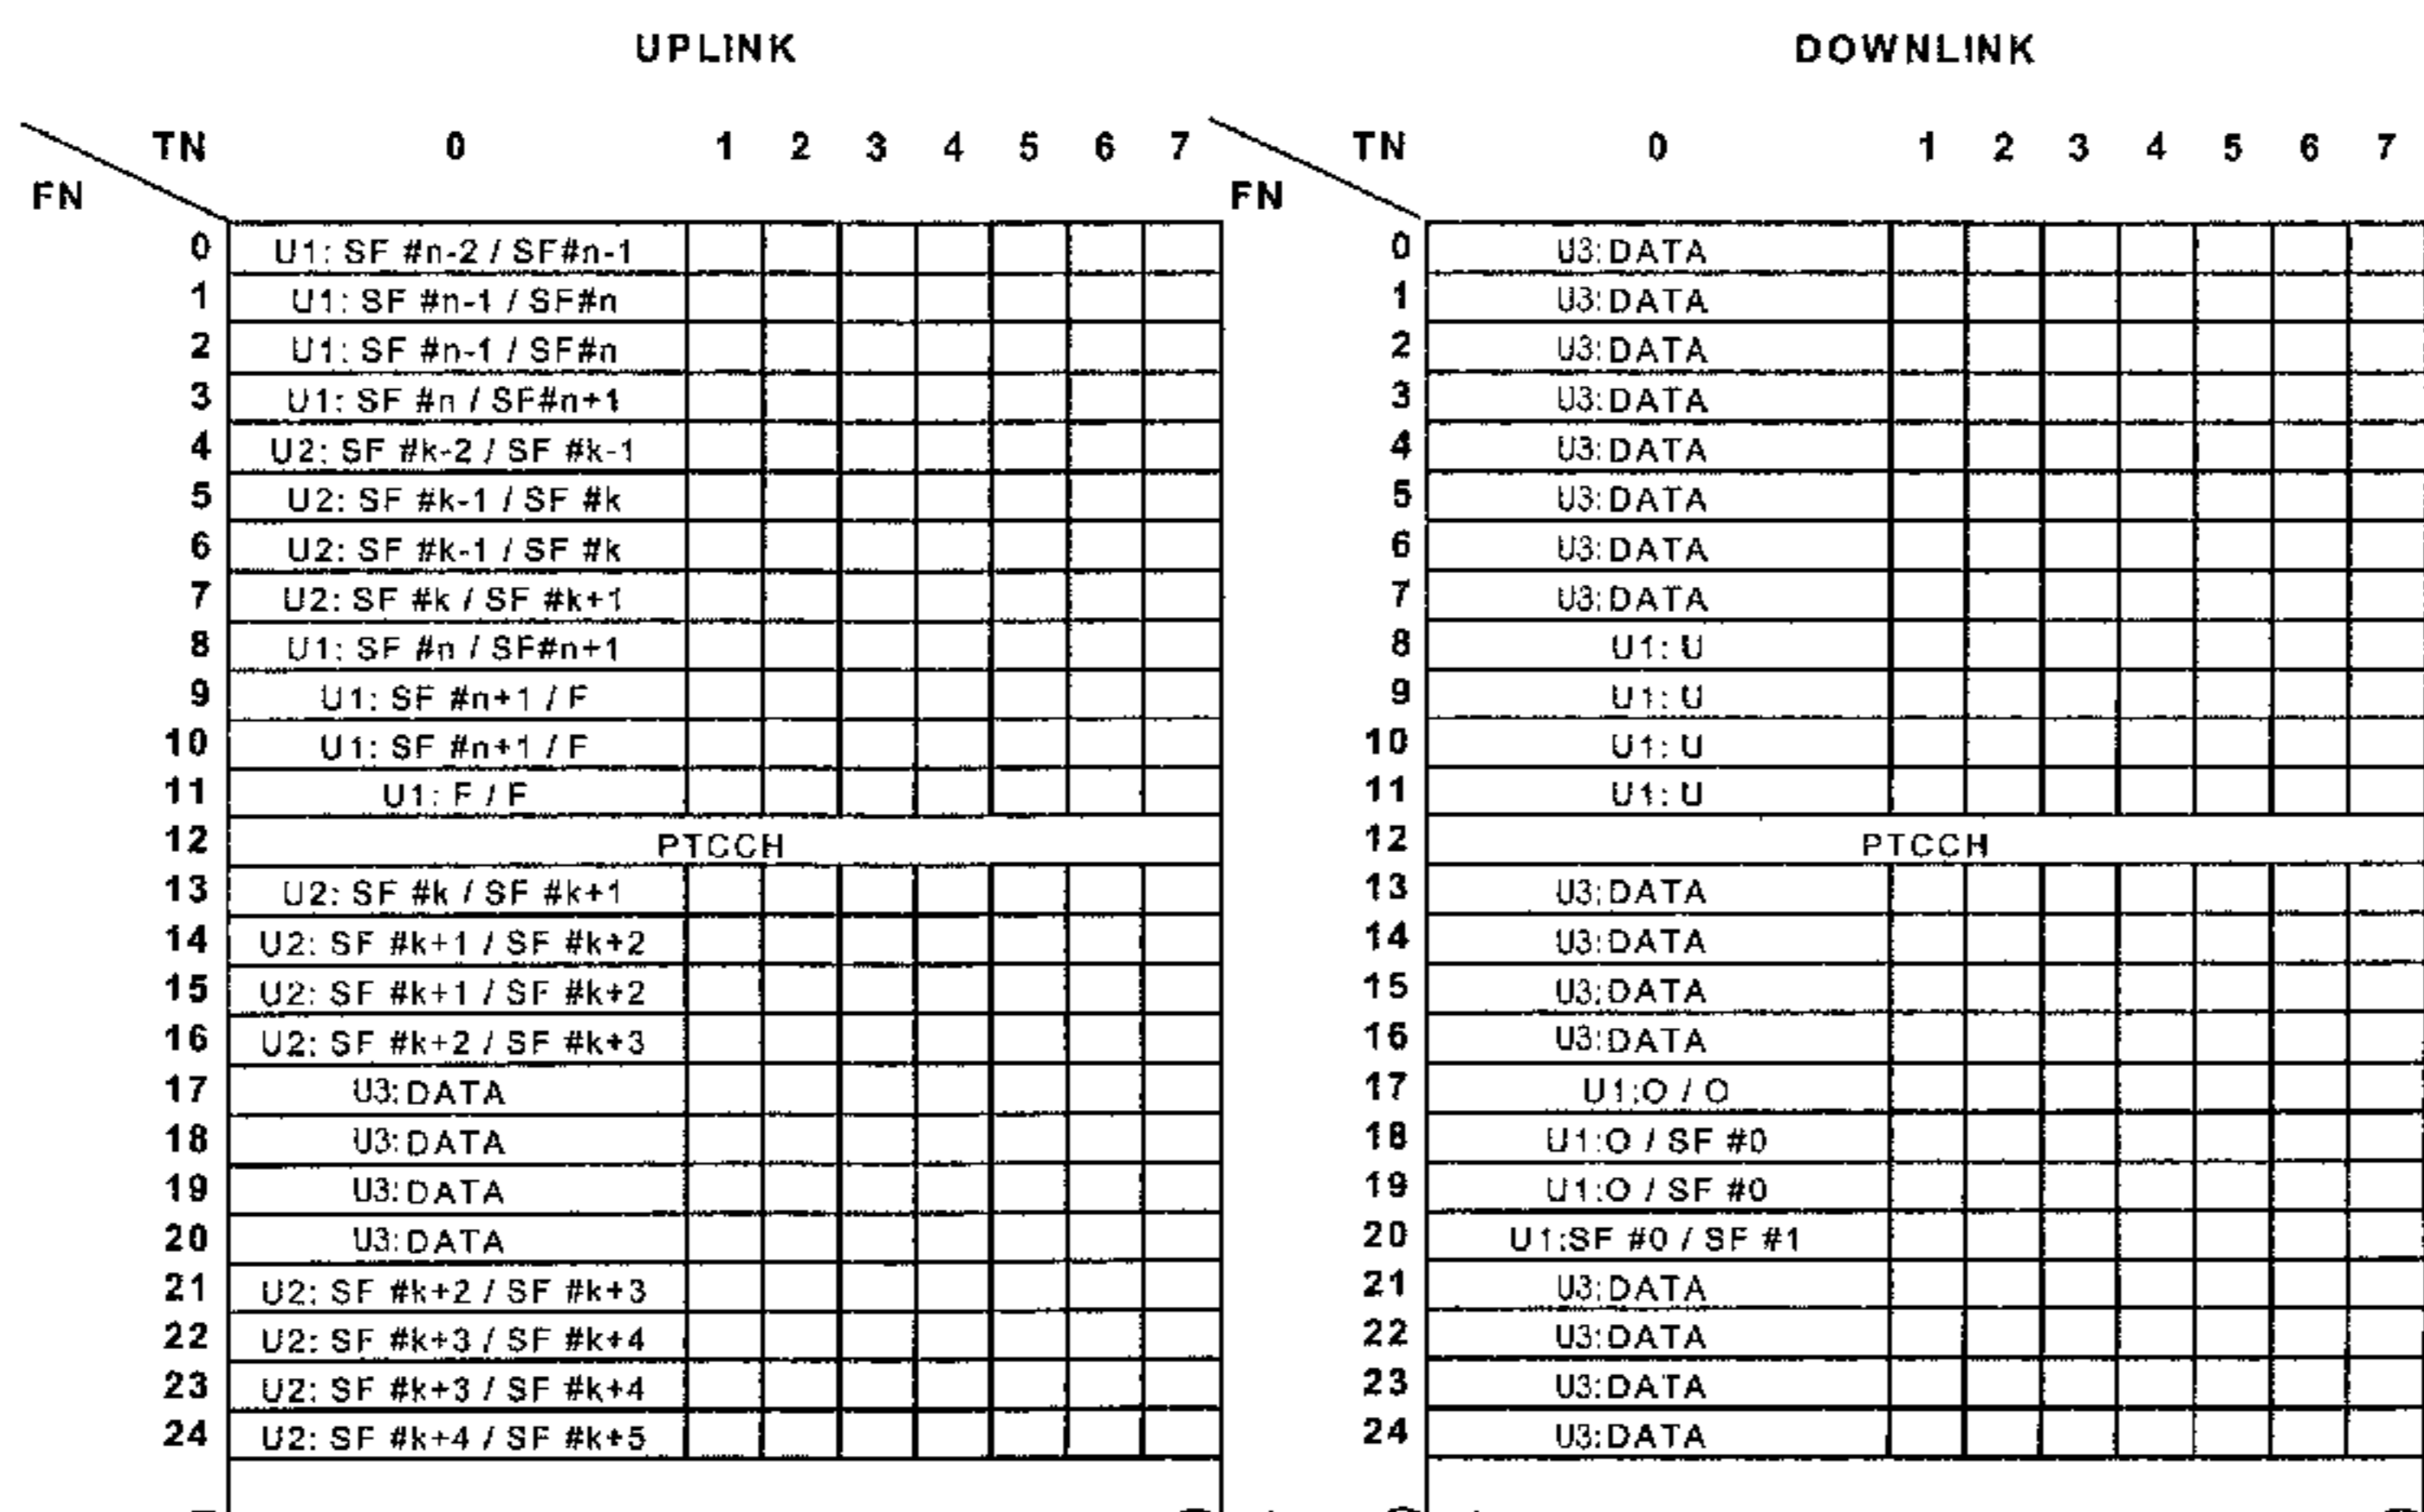 UPLINK
TN 0 1 2 3 4 5 6 7
FN
0 U1: SF #n-2 / SF#n-1
1 U1: SF #n-1 / SF#n
2 U1: SF #n-1 / SF#n
3 U1: SF #n / SF#n+1
4 U2: SF #k-2 / SF #k-1
5 U2: SF #k-1 / SF #k
6 U2: SF #k-1 / SF #k
7 U2: SF #k / SF #k+1
8 U1: SF #n / SF#n+1
9 U1: SF #n+1 / F
10 U1: SF #n+1 / F
11 U1: F / F
12 PTCCH
13 U2: SF #k / SF #k+1
14 U2: SF #k+1 / SF #k+2
15 U2: SF #k+1 / SF #k+2
16 U2: SF #k+2 / SF #k+3
17 U3:DATA
18 U3:DATA
19 U3:DATA
20 U3:DATA
21 U2: SF #k+2 / SF #k+3
22 U2: SF #k+3 / SF #k+4
23 U2: SF #k+3 / SF #k+4
24 U2: SF #k+4 / SF #k+5
DOWNLINK
TN 0 1 2 3 4 5 6 7
FN
0 U3:DATA
1 U3:DATA
2 U3:DATA
3 U3:DATA
4 U3:DATA
5 U3:DATA
6 U3:DATA
7 U3:DATA
8 U1: U
9 U1: U
10 U1: U
11 U1: U
12 PTCCH
13 U3:DATA
14 U3:DATA
15 U3:DATA
16 U3:DATA
17 U1:O / O
18 U1:O / SF #0
19 U1:O / SF #0
20 U1:SF #0 / SF #1
21 U3:DATA
22 U3:DATA
23 U3:DATA
24 U3:DATA